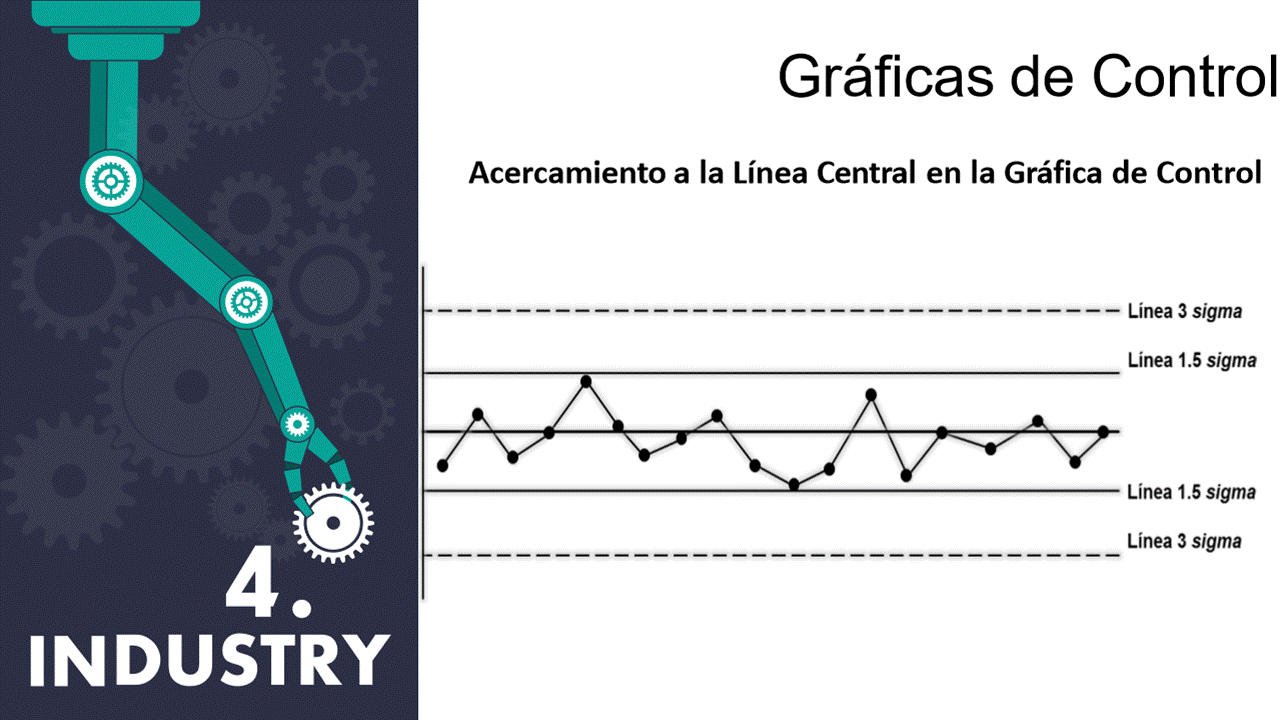 Gráficas de Control
Acercamiento a la Línea Central en la Gráfica de Control
Línea 3 sigma
Línea 1.5 sigma
Línea 1.5 sigma
Línea 3 sigma
4.
INDUSTRY